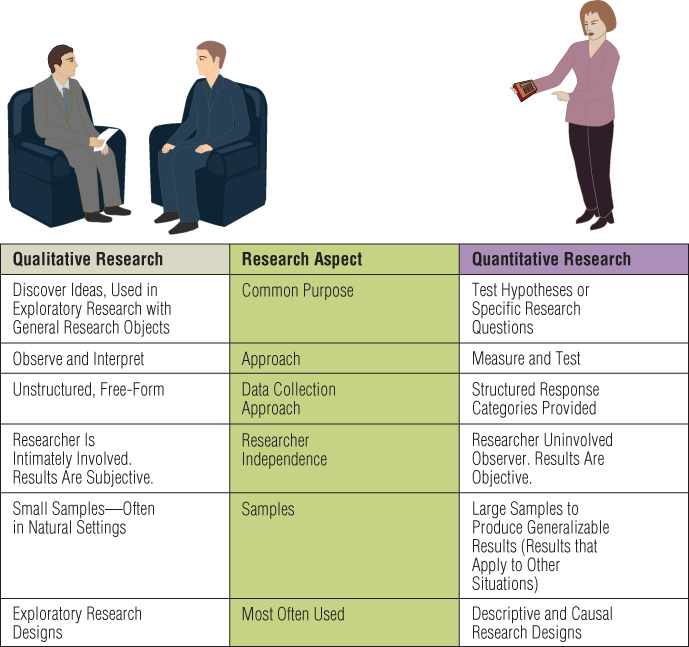 Qualitative Research
Research Aspect
Quantitative Research
Discover Ideas, Used in
Exploratory Research with
General Research Objects
Common Purpose
Test Hypotheses or
Specific Research
Questions
Observe and Interpret
Approach
Measure and Test
Unstructured, Free-Form
Data Collection
Approach
Structured Response
Categories Provided
Researcher Is
Intimately Involved.
Results Are Subjective.
Researcher
Independence
Researcher Uninvolved
Observer. Results Are
Objective.
Small Samples—Often
in Natural Settings
Samples
Large Samples to
Produce Generalizable
Results (Results that
Apply to Other
Situations)
Exploratory Research
Designs
Most Often Used
Descriptive and Causal
Research Designs